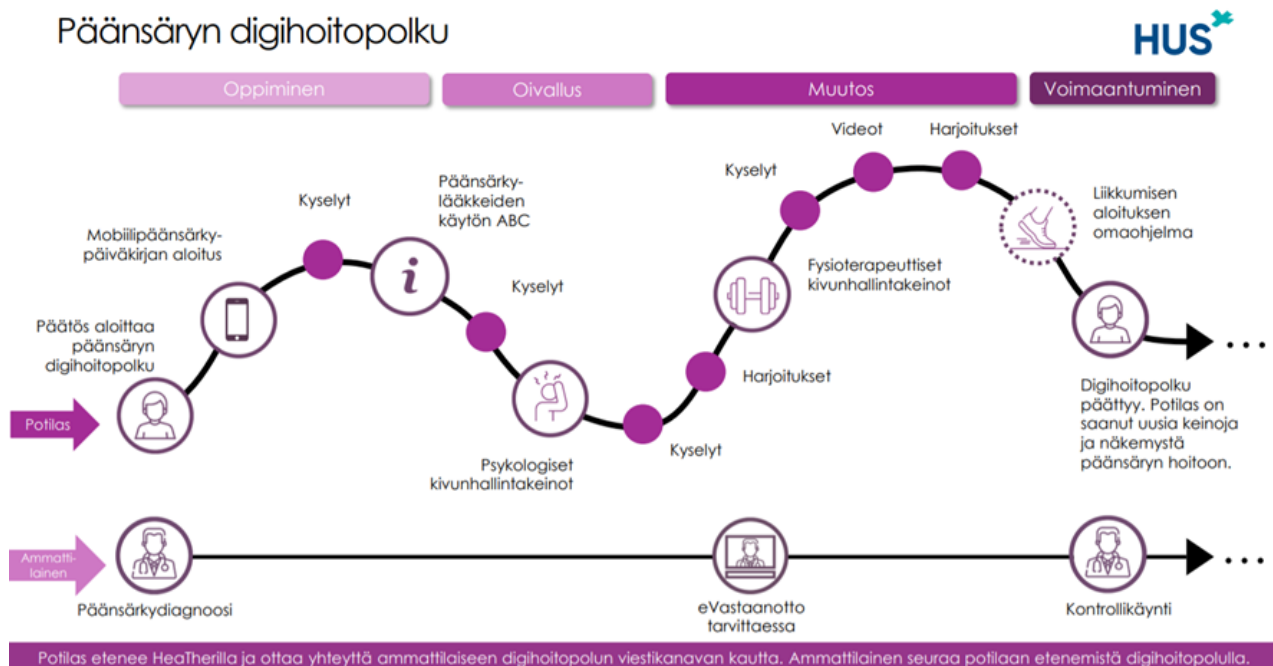 Päänsäryn digihoitopolku
HUS
Oppiminen
Oivallus
Muutos
Voimaantuminen
Potilas
Päätös aloittaa
päänsäryn
digihoitopolku
Mobiilipäänsärky-
päiväkirjan aloitus
Kyselyt
i
Päänsärky-
lääkkeiden
käytön ABC
Kyselyt
Psykologiset
kivunhallintakeinot
Kyselyt
Harjoitukset
Fysioterapeuttiset
kivunhallintakeinot
Kyselyt
Videot
Harjoitukset
Liikkumisen
aloituksen
omaohjelma
Digihoitopolku
päättyy. Potilas on
saanut uusia keinoja
ja näkemystä
päänsäryn hoitoon.
...
Ammatti-
lainen
Päänsärkydiagnoosi
eVastaanotto
tarvittaessa
Kontrollikäynti
...
Potilas etenee HeaTherilla ja ottaa yhteyttä ammattilaiseen digihoitopolun viestikanavan kautta. Ammattilainen seuraa potilaan etenemistä digihoitopolulla.